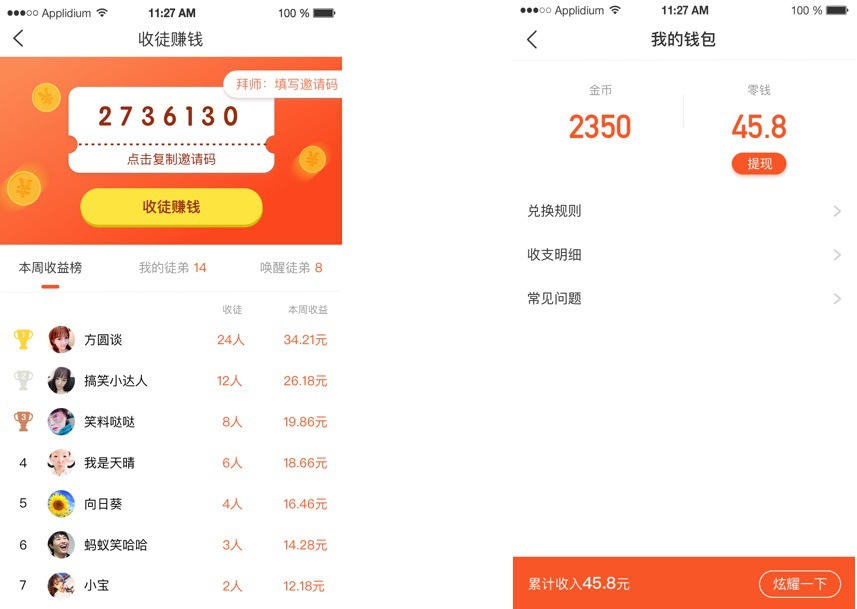 Applidium 11:27 AM 100 %
收徒赚钱
拜师：填写邀请码
2736130
点击复制邀请码
收徒赚钱
本周收益榜 我的徒弟 14 唤醒徒弟 8
收徒 本周收益
1 方圆谈 24人 34.21元
2 搞笑小达人 12人 26.18元
3 笑料哒哒 8人 19.86元
4 我是天晴 6人 18.66元
5 向日葵 4人 16.46元
6 蚂蚁笑哈哈 3人 14.28元
7 小宝 2人 12.18元
Applidium 11:27 AM 100 %
我的钱包
金币 零钱
2350 45.8
提现
兑换规则
收支明细
常见问题
累计收入45.8元 炫耀一下